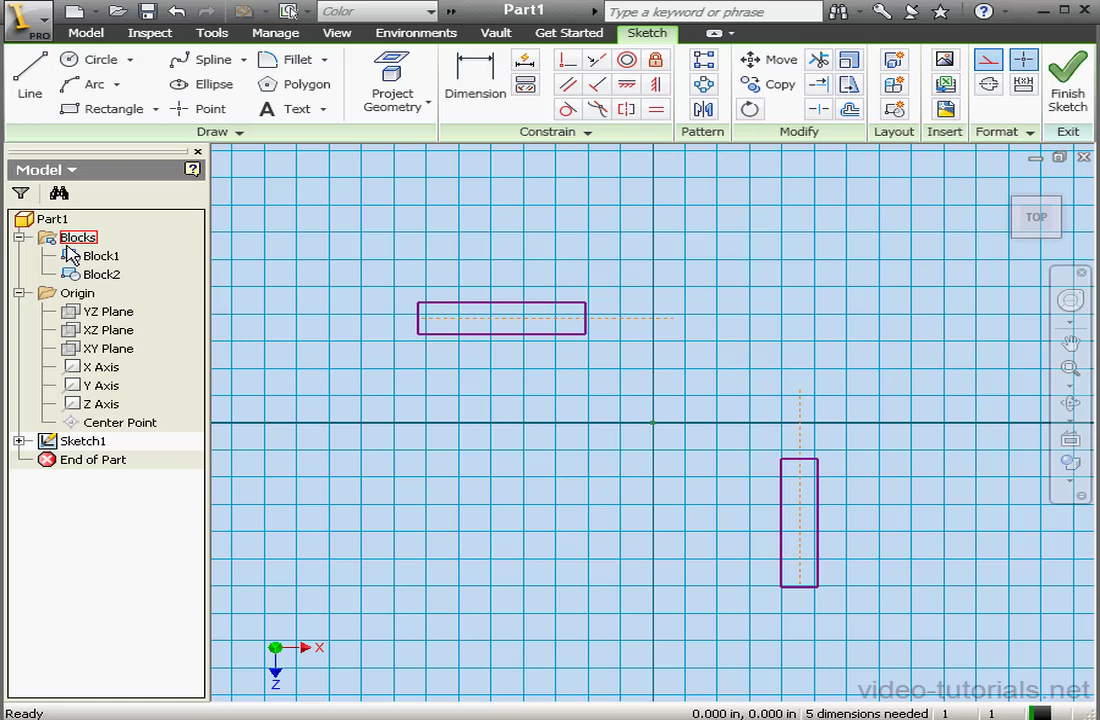 PRO
Color
Part1
Type a keyword or phrase
Model Inspect Tools Manage View Environments Vault Get Started Sketch
Line
Circle Spline Fillet
Arc Ellipse Polygon
Rectangle Point A Text
Project
Geometry
Dimension
Move
Copy
Finish
Sketch
Draw Constrain Pattern Modify Layout Insert Format Exit
Model
Part1
Blocks
Block1
Block2
Origin
YZ Plane
XZ Plane
XY Plane
X Axis
Y Axis
Z Axis
Center Point
Sketch1
End of Part
TOP
X
Z
video-tutorials.net
Ready 0.000 in, 0.000 in 5 dimensions needed 1 1